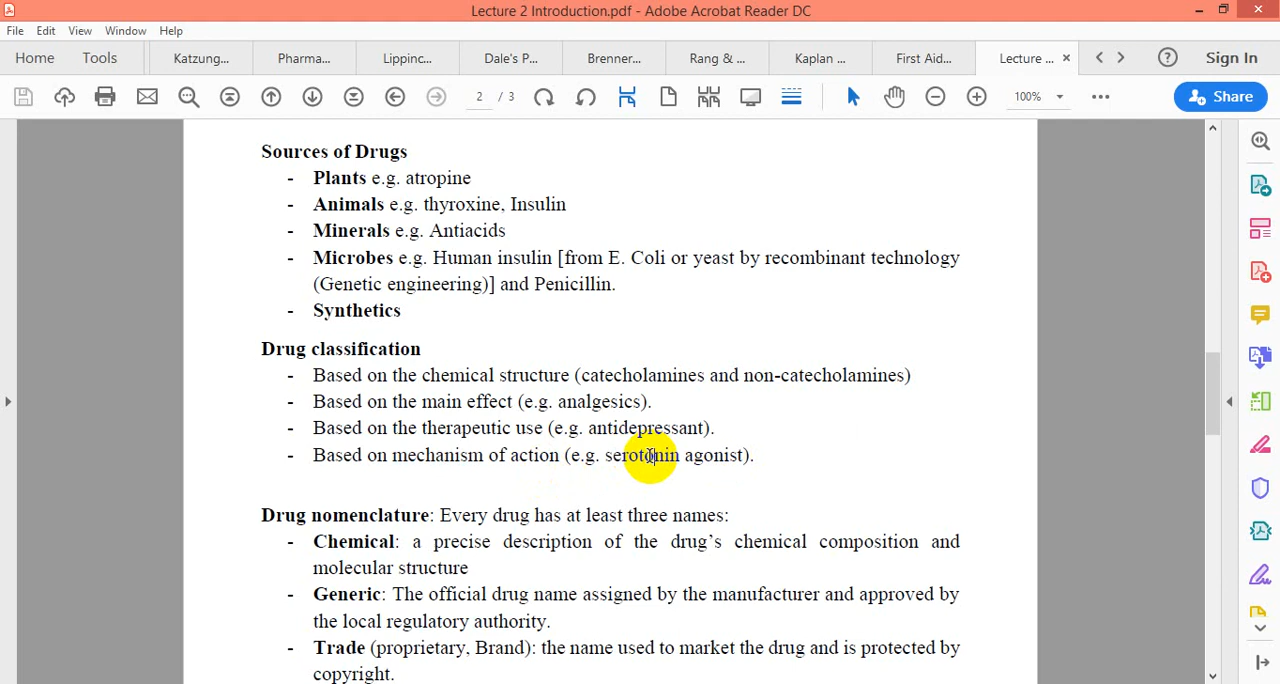 Lecture 2 Introduction.pdf - Adobe Acrobat Reader DC
File Edit View Window Help
Home Tools Katzung... Pharma... Lippinc... Dale's P... Brenner... Rang & ... Kaplan ... First Aid... Lecture ... × ? Sign In
2 / 3 100% Share
Sources of Drugs
- Plants e.g. atropine
- Animals e.g. thyroxine, Insulin
- Minerals e.g. Antiacids
- Microbes e.g. Human insulin [from E. Coli or yeast by recombinant technology
(Genetic engineering)] and Penicillin.
- Synthetics
Drug classification
- Based on the chemical structure (catecholamines and non-catecholamines)
- Based on the main effect (e.g. analgesics).
- Based on the therapeutic use (e.g. antidepressant).
- Based on mechanism of action (e.g. serotonin agonist).
Drug nomenclature: Every drug has at least three names:
- Chemical: a precise description of the drug's chemical composition and
molecular structure
- Generic: The official drug name assigned by the manufacturer and approved by
the local regulatory authority.
- Trade (proprietary, Brand): the name used to market the drug and is protected by
copyright.